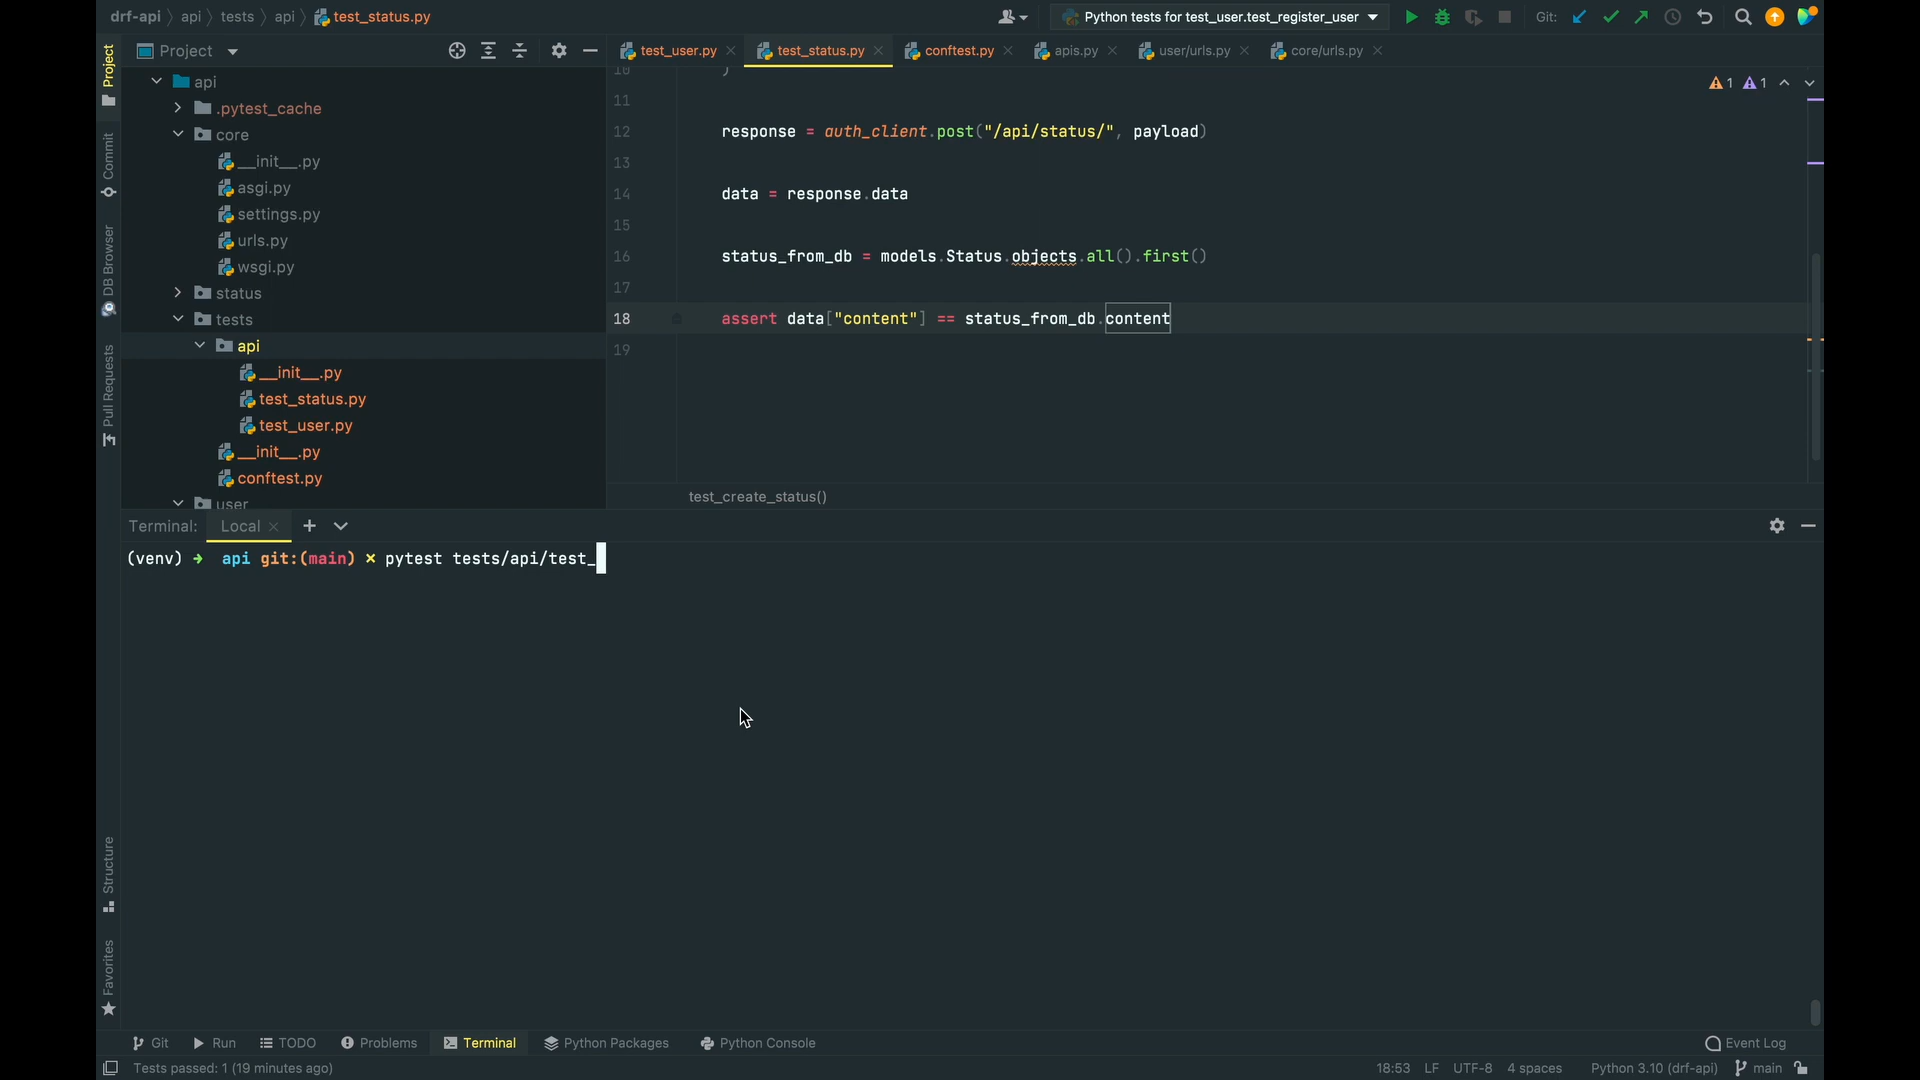 drf-api api tests api test_status.py Python tests for test_user.test_register_user Git:
Project
test_user.py test_status.py conftest.py apis.py user/urls.py core/urls.py
Project
Commit
DB Browser
Pull Requests
Structure
Favorites
api
.pytest_cache
core
__init__.py
asgi.py
settings.py
urls.py
wsgi.py
status
tests
api
__init__.py
test_status.py
test_user.py
__init__.py
conftest.py
user
1 1
10 )
11
12 response = auth_client.post("/api/status/", payload)
13
14 data = response.data
15
16 status_from_db = models.Status.objects.all().first()
17
18 assert data["content"] == status_from_db.content
19
test_create_status()
Terminal: Local
(venv) ➜ api git:(main) × pytest tests/api/test_
Git Run TODO Problems Terminal Python Packages Python Console Event Log
Tests passed: 1 (19 minutes ago) 18:53 LF UTF-8 4 spaces Python 3.10 (drf-api) main